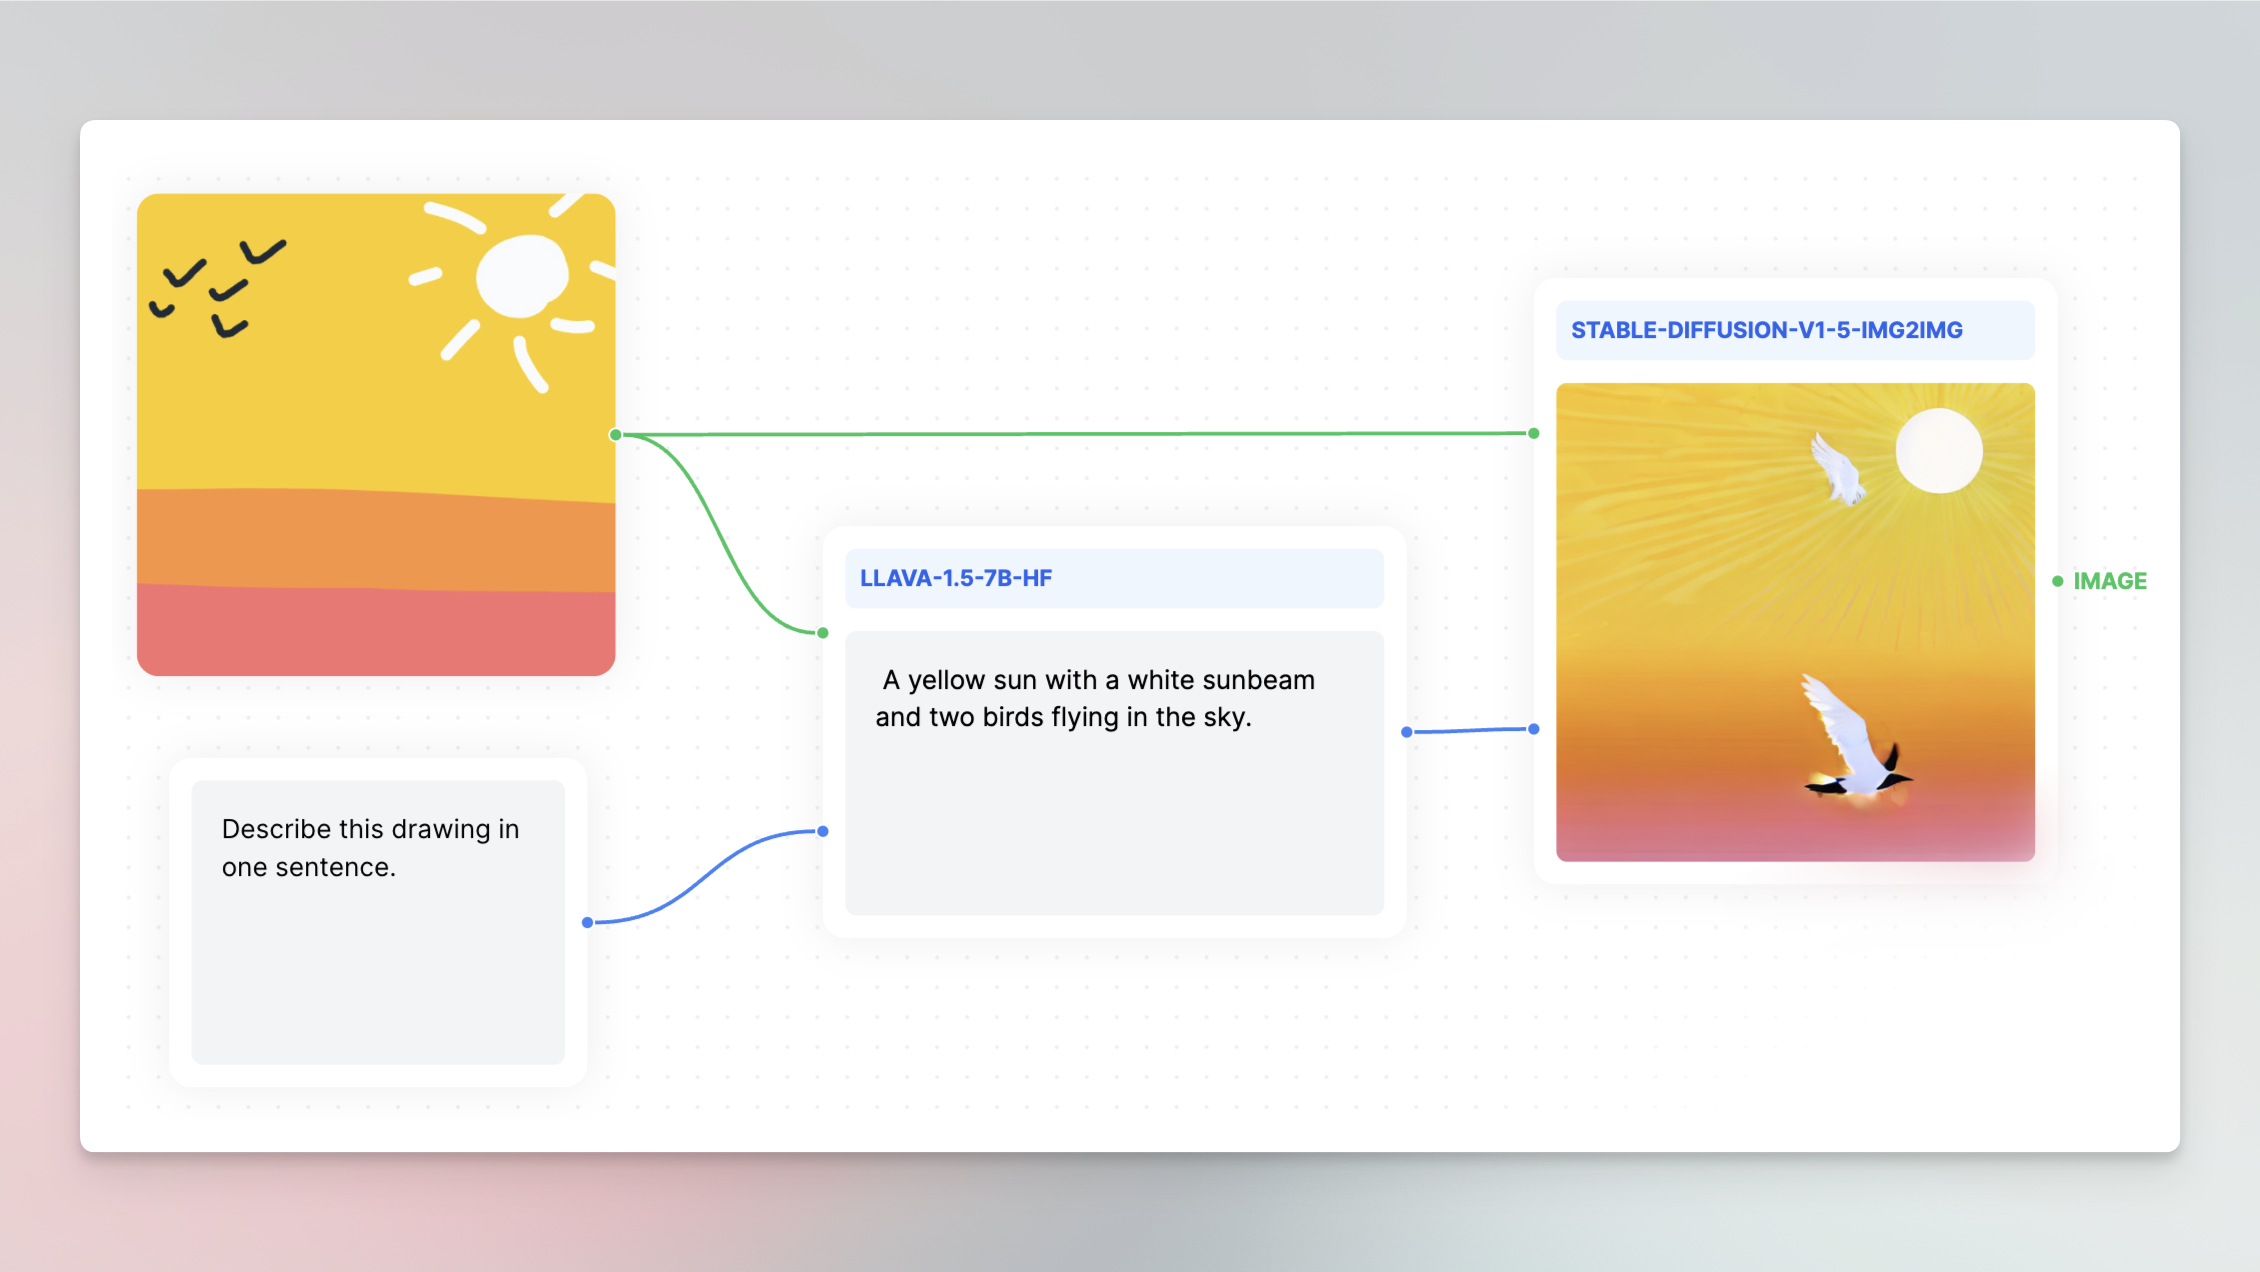 Describe this drawing in
one sentence.
LLAVA-1.5-7B-HF
A yellow sun with a white sunbeam
and two birds flying in the sky.
STABLE-DIFFUSION-V1-5-IMG2IMG
IMAGE